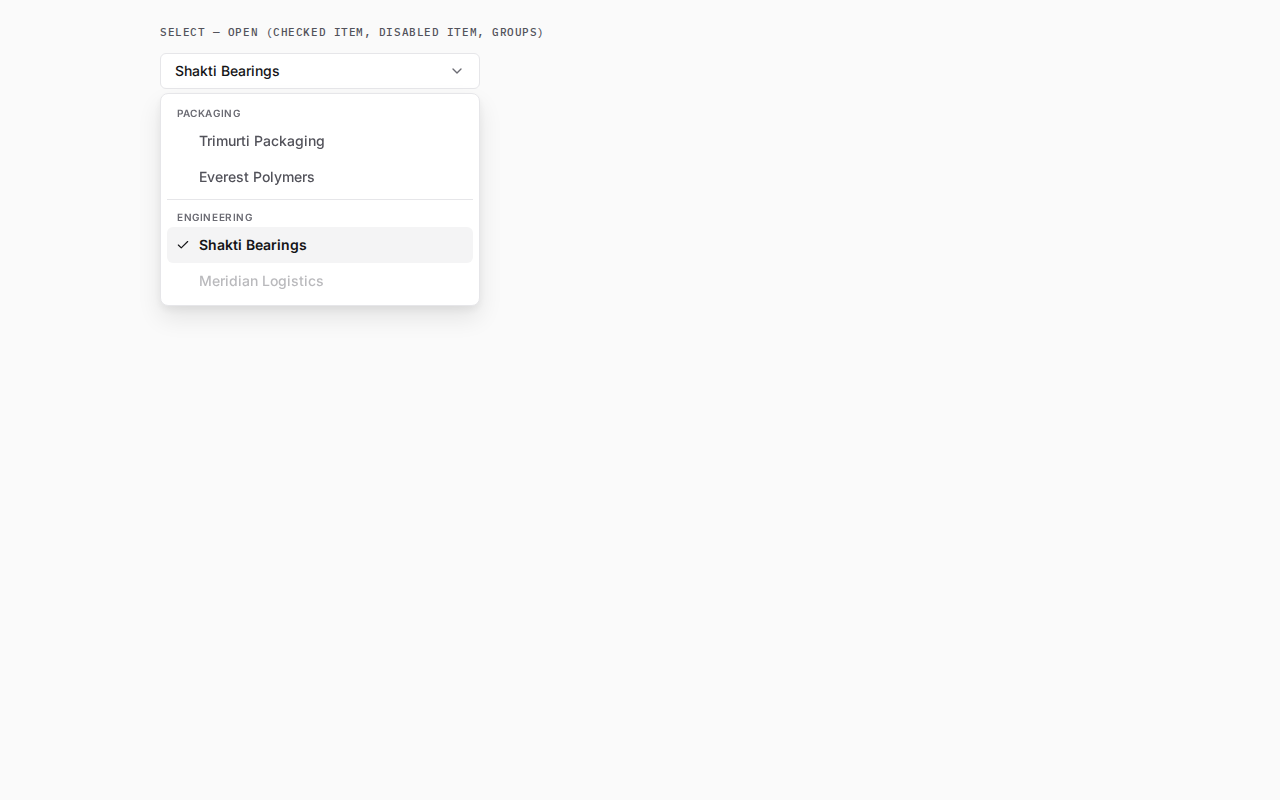 SELECT — OPEN (CHECKED ITEM, DISABLED ITEM, GROUPS)
Shakti Bearings
PACKAGING
Trimurti Packaging
Everest Polymers
ENGINEERING
Shakti Bearings
Meridian Logistics